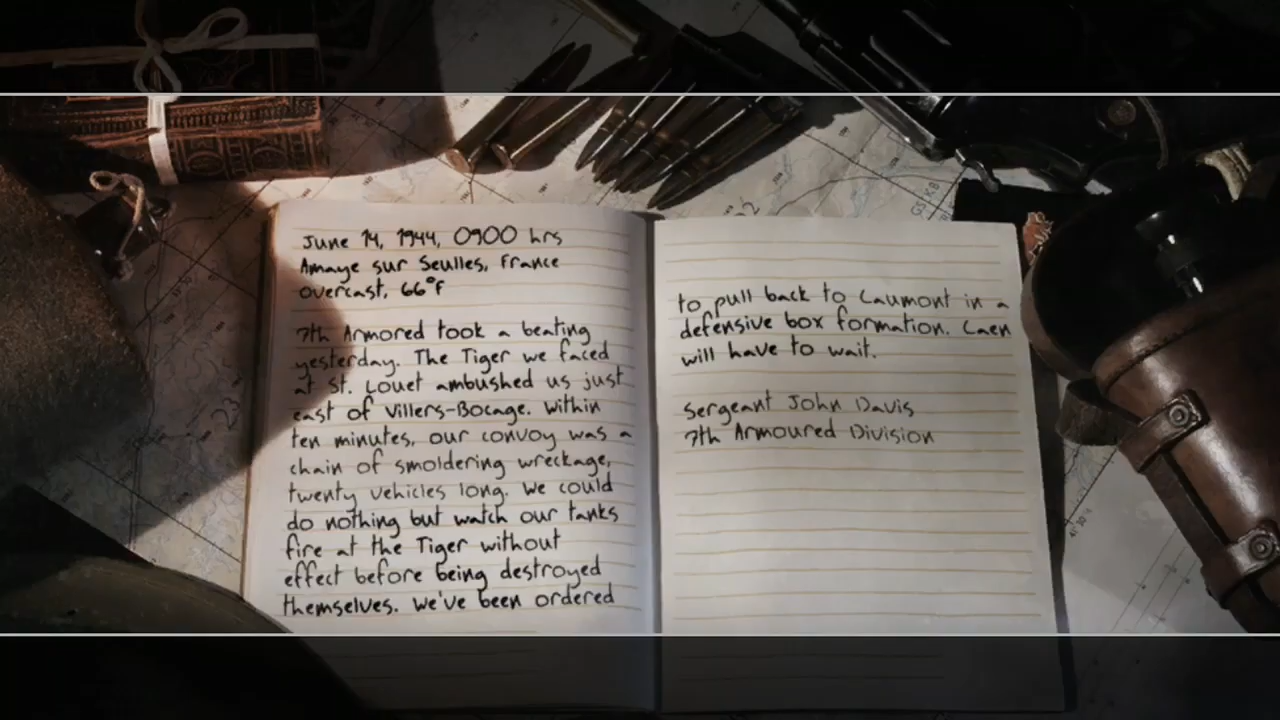 June 14, 1944, 0900 hrs
Amaye sur Seulles, France
overcast, 66°F
7th Armored took a beating
yesterday. The Tiger we faced
at St. Louet ambushed us just
east of Villers-Bocage. Within
ten minutes, our convoy was a
chain of smoldering wreckage,
twenty vehicles long. We could
do nothing but watch our tanks
fire at the Tiger without
effect before being destroyed
themselves. We've been ordered
to pull back to Caumont in a
defensive box formation. Caen
will have to wait.
Sergeant John Davis
7th Armoured Division
GS, K.B
23